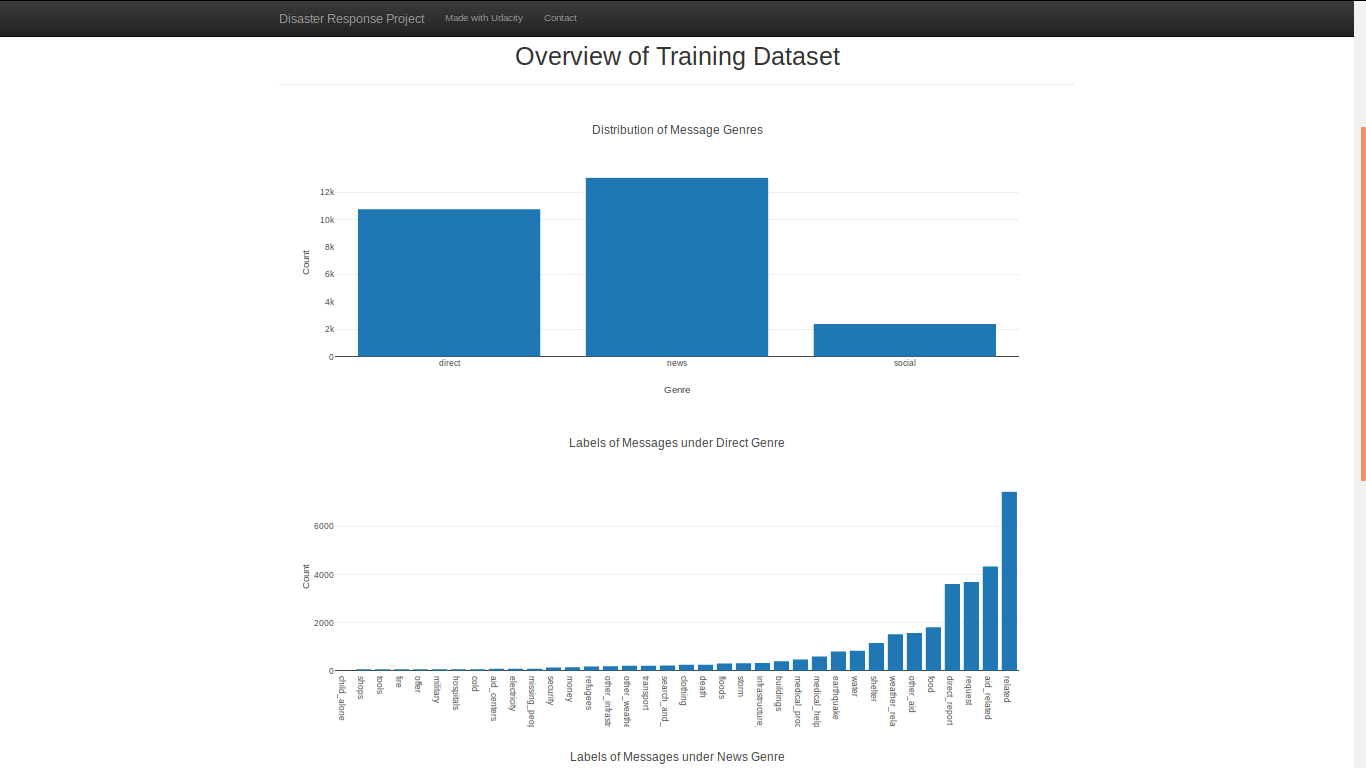 Disaster Response Project Made with Udacity Contact
Overview of Training Dataset
Distribution of Message Genres
12k
10k
8k
6k
4k
2k
0
Count
direct news social
Genre
Labels of Messages under Direct Genre
6000
4000
2000
0
Count
child_alone
shops
tools
fire
offer
military
hospitals
cold
aid_centers
electricity
missing_peop
security
money
refugees
other_infrastr
other_weathe
transport
search_and_
clothing
death
floods
storm
infrastructure_
buildings
medical_proc
medical_help
earthquake
water
shelter
weather_rela
other_aid
food
direct_report
request
aid_related
related
Labels of Messages under News Genre